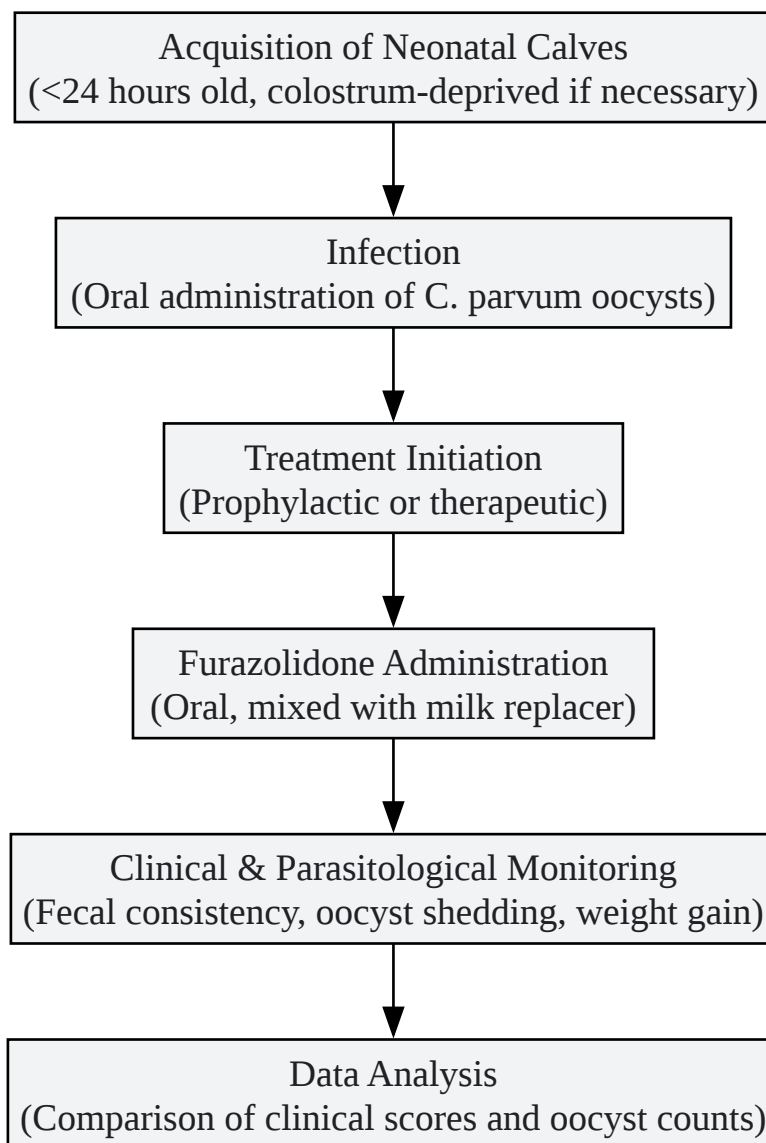 Acquisition of Neonatal Calves
(<24 hours old, colostrum-deprived if necessary)
Infection
(Oral administration of C. parvum oocysts)
Treatment Initiation
(Prophylactic or therapeutic)
Furazolidone Administration
(Oral, mixed with milk replacer)
Clinical & Parasitological Monitoring
(Fecal consistency, oocyst shedding, weight gain)
Data Analysis
(Comparison of clinical scores and oocyst counts)